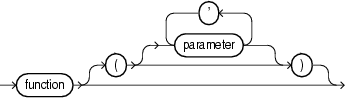 ,
parameter
( )
function